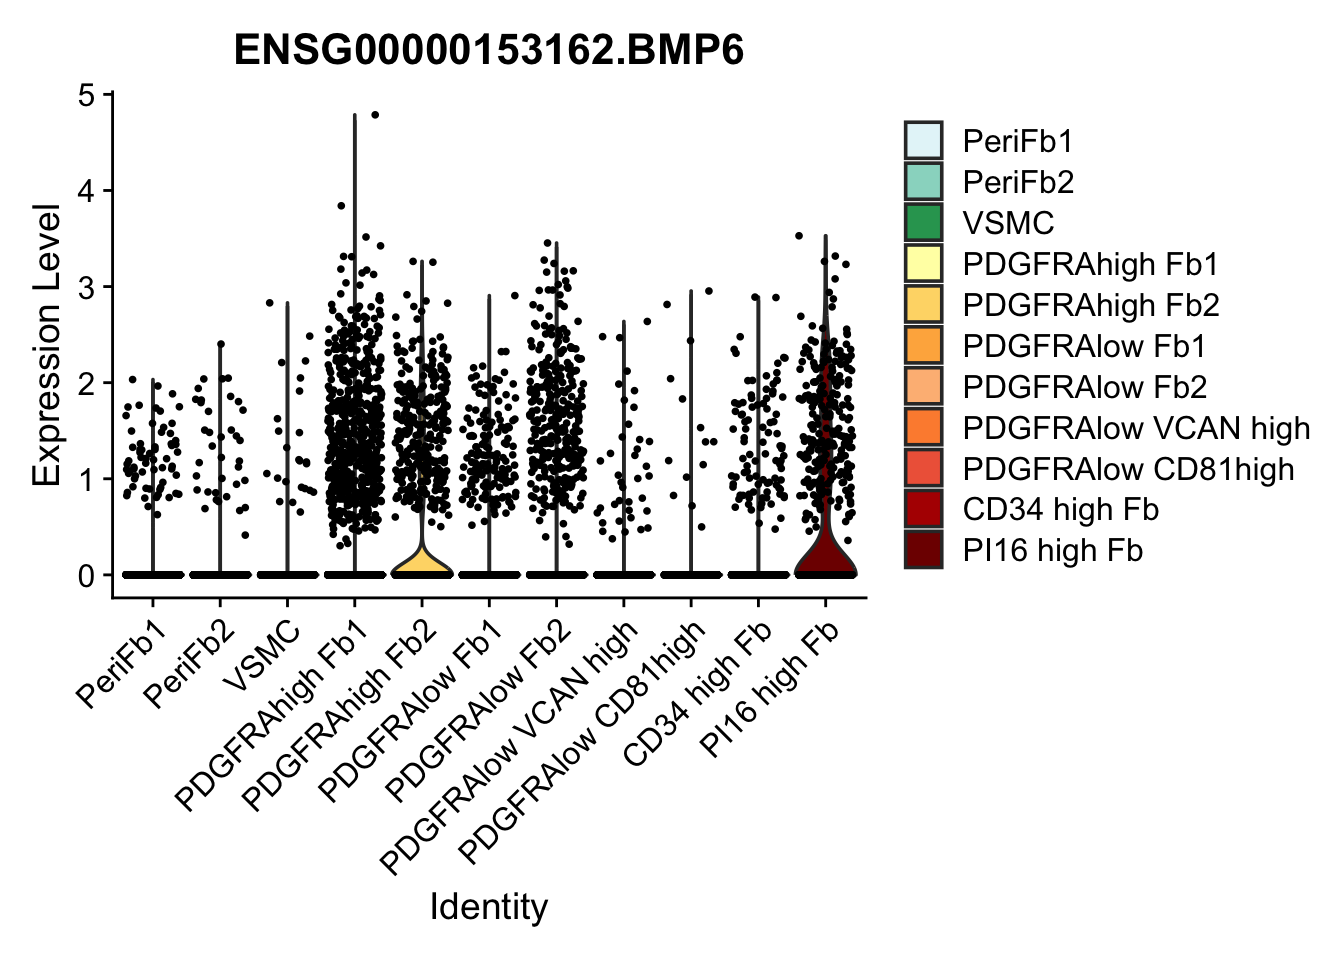 ENSG00000153162.BMP6
Expression Level
5
4
3
2
1
0
PeriFb1
PeriFb2
VSMC
PDGFRAhigh Fb1
PDGFRAhigh Fb2
PDGFRAlow Fb1
PDGFRAlow Fb2
PDGFRAlow VCAN high
PDGFRAlow CD81high
CD34 high Fb
PI16 high Fb
Identity
PeriFb1
PeriFb2
VSMC
PDGFRAhigh Fb1
PDGFRAhigh Fb2
PDGFRAlow Fb1
PDGFRAlow Fb2
PDGFRAlow VCAN high
PDGFRAlow CD81high
CD34 high Fb
PI16 high Fb